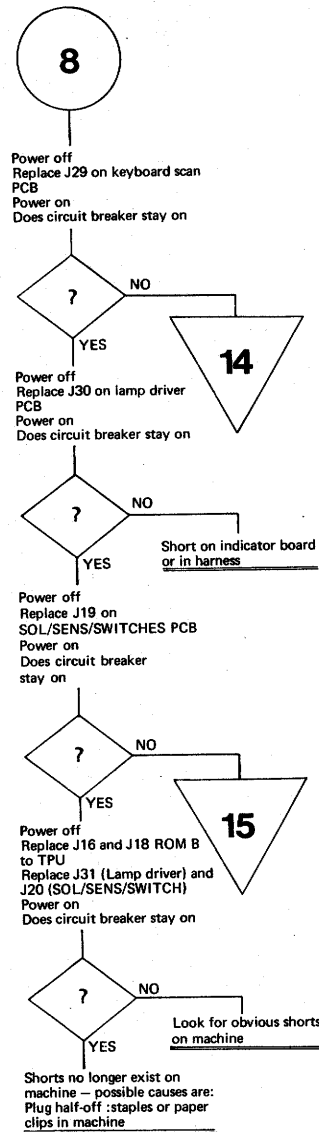 8
Power off
Replace J29 on keyboard scan
PCB
Power on
Does circuit breaker stay on
?
NO
14
YES
Power off
Replace J30 on lamp driver
PCB
Power on
Does circuit breaker stay on
?
NO
Short on indicator board
or in harness
YES
Power off
Replace J19 on
SOL/SENS/SWITCHES PCB
Power on
Does circuit breaker
stay on
?
NO
15
YES
Power off
Replace J16 and J18 ROM B
to TPU
Replace J31 (Lamp driver) and
J20 (SOL/SENS/SWITCH)
Power on
Does circuit breaker stay on
?
NO
Look for obvious shorts
on machine
YES
Shorts no longer exist on
machine — possible causes are:
Plug half-off :staples or paper
clips in machine